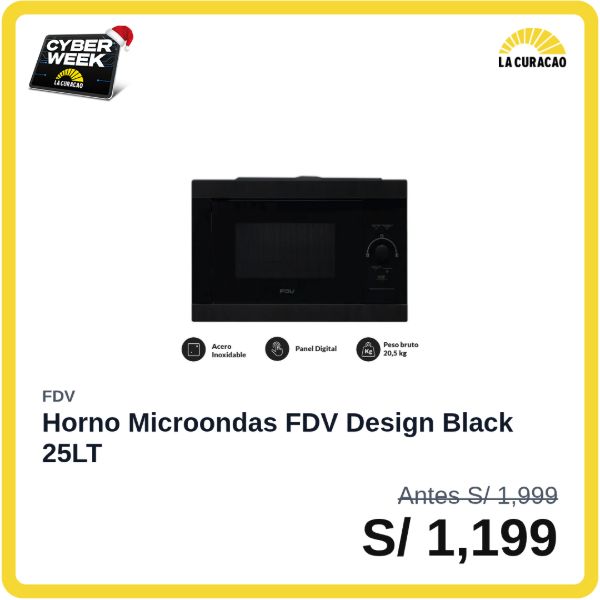 CYBER
WEEK
LA CURACAO
LA CURACAO
FDV
Acero
Inoxidable
Panel Digital
Kg
Peso bruto
20,5 kg
FDV
Horno Microondas FDV Design Black
25LT
Antes S/ 1,999
S/ 1,199